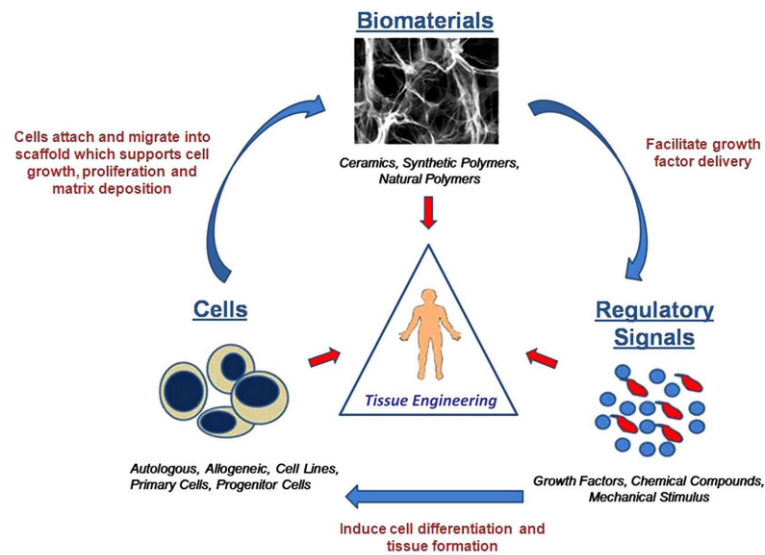 Biomaterials
Ceramics, Synthetic Polymers,
Natural Polymers
Cells attach and migrate into
scaffold which supports cell
growth, proliferation and
matrix deposition
Facilitate growth
factor delivery
Cells
Autologous, Allogeneic, Cell Lines,
Primary Cells, Progenitor Cells
Tissue Engineering
Regulatory
Signals
Growth Factors, Chemical Compounds,
Mechanical Stimulus
Induce cell differentiation and
tissue formation